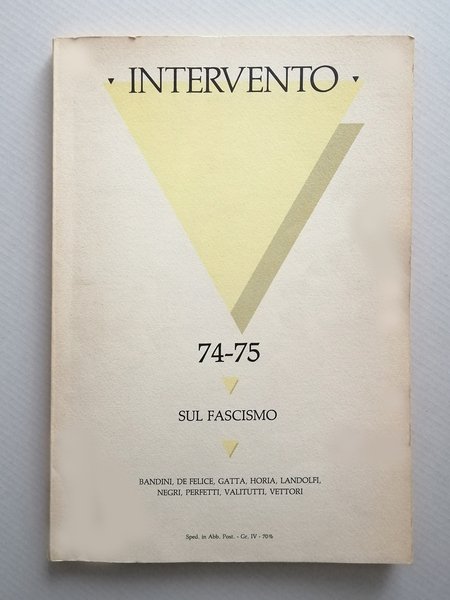 INTERVENTO
74-75
SUL FASCISMO
BANDINI, DE FELICE, GATTA, HORIA, LANDOLFI,
NEGRI, PERFETTI, VALITUTTI, VETTORI
Sped. in Abb. Post. - Gr. IV - 70%